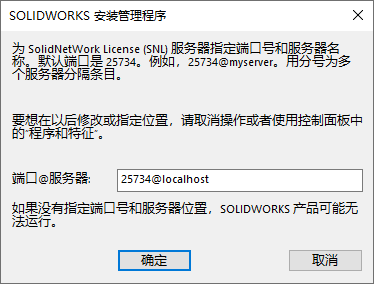 SOLIDWORKS 安装管理程序
为 SolidNetWork License (SNL) 服务器指定端口号和服务器名
称。默认端口是 25734。例如，25734@myserver。用分号为多
个服务器分隔条目。
要想在以后修改或指定位置，请取消操作或者使用控制面板中
的“程序和特征”。
端口@服务器:
25734@localhost
如果没有指定端口号和服务器位置，SOLIDWORKS 产品可能无
法运行。
确定
取消